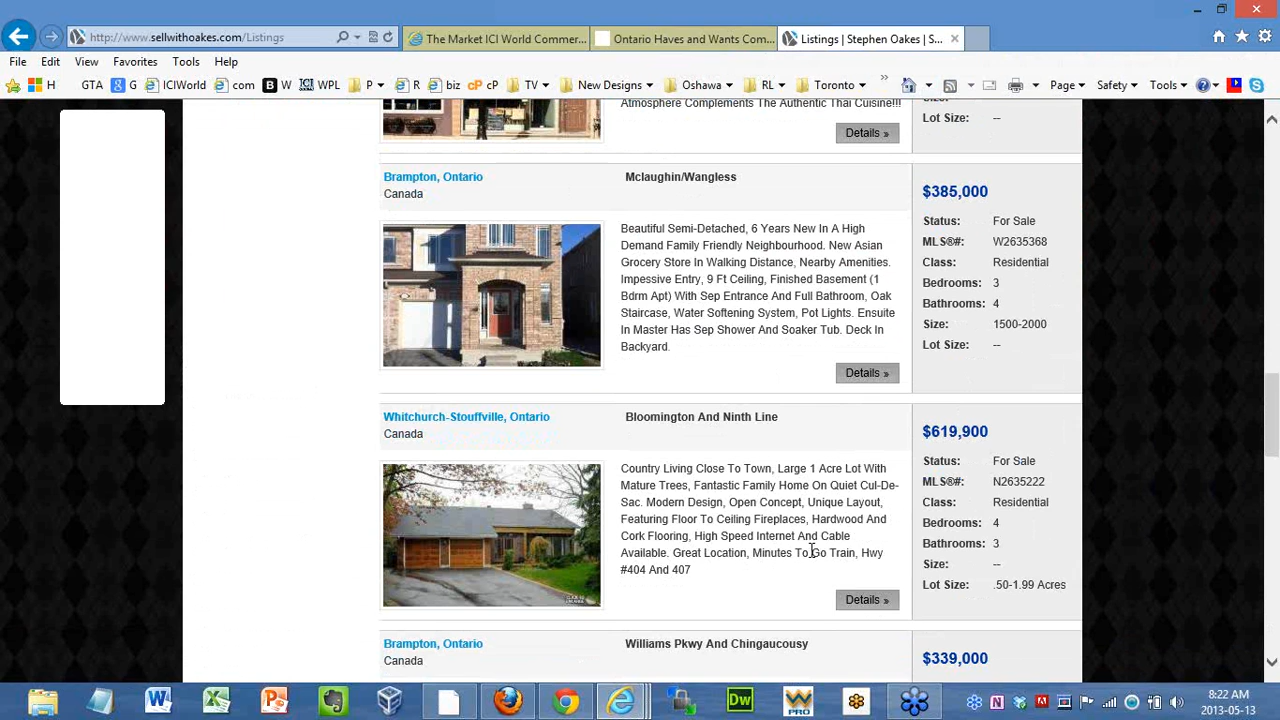 http://www.sellwithoakes.com/Listings
The Market ICI World Commer...
Ontario Haves and Wants Com...
Listings | Stephen Oakes | S...
File Edit View Favorites Tools Help
H GTA G ICIWorld com B W WPL P R biz cP TV New Designs Oshawa RL Toronto » Page Safety Tools
Atmosphere Complements The Authentic Thai Cuisine!!!
Details »
Size:
Lot Size: --
Brampton, Ontario
Canada
Mclaughin/Wangless
Beautiful Semi-Detached, 6 Years New In A High
Demand Family Friendly Neighbourhood. New Asian
Grocery Store In Walking Distance, Nearby Amenities.
Impessive Entry, 9 Ft Ceiling, Finished Basement (1
Bdrm Apt) With Sep Entrance And Full Bathroom, Oak
Staircase, Water Softening System, Pot Lights. Ensuite
In Master Has Sep Shower And Soaker Tub. Deck In
Backyard.
Details »
$385,000
Status: For Sale
MLS®#: W2635368
Class: Residential
Bedrooms: 3
Bathrooms: 4
Size: 1500-2000
Lot Size: --
Whitchurch-Stouffville, Ontario
Canada
Bloomington And Ninth Line
Country Living Close To Town, Large 1 Acre Lot With
Mature Trees, Fantastic Family Home On Quiet Cul-De-
Sac. Modern Design, Open Concept, Unique Layout,
Featuring Floor To Ceiling Fireplaces, Hardwood And
Cork Flooring, High Speed Internet And Cable
Available. Great Location, Minutes To Go Train, Hwy
#404 And 407
Details »
$619,900
Status: For Sale
MLS®#: N2635222
Class: Residential
Bedrooms: 4
Bathrooms: 3
Size: --
Lot Size: .50-1.99 Acres
Brampton, Ontario
Canada
Williams Pkwy And Chingaucousy
$339,000
Dw
PRO
8:22 AM
2013-05-13